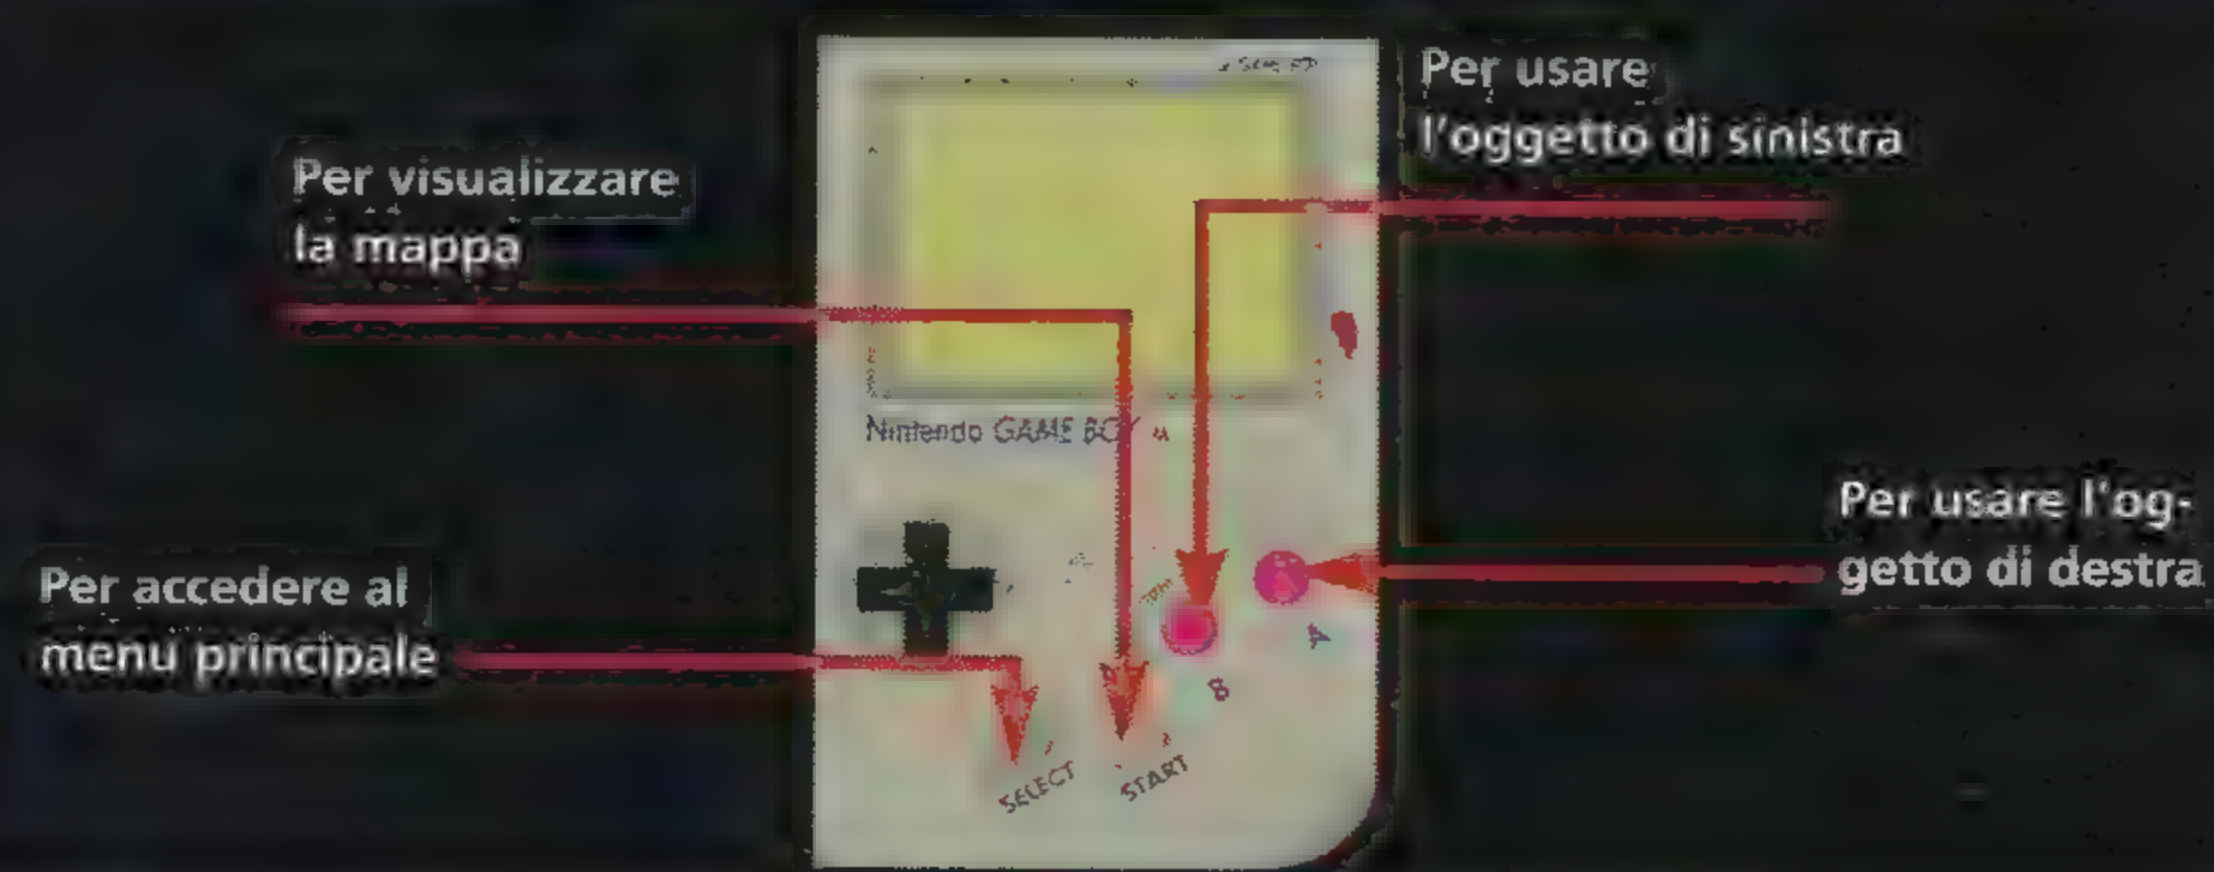 Per visualizzare
la mappa
Per accedere al
menu principale
Per usare
l'oggetto di sinistra
Per usare l'og-
getto di destra
Nintendo GAME BOY
A
B
SELECT
START